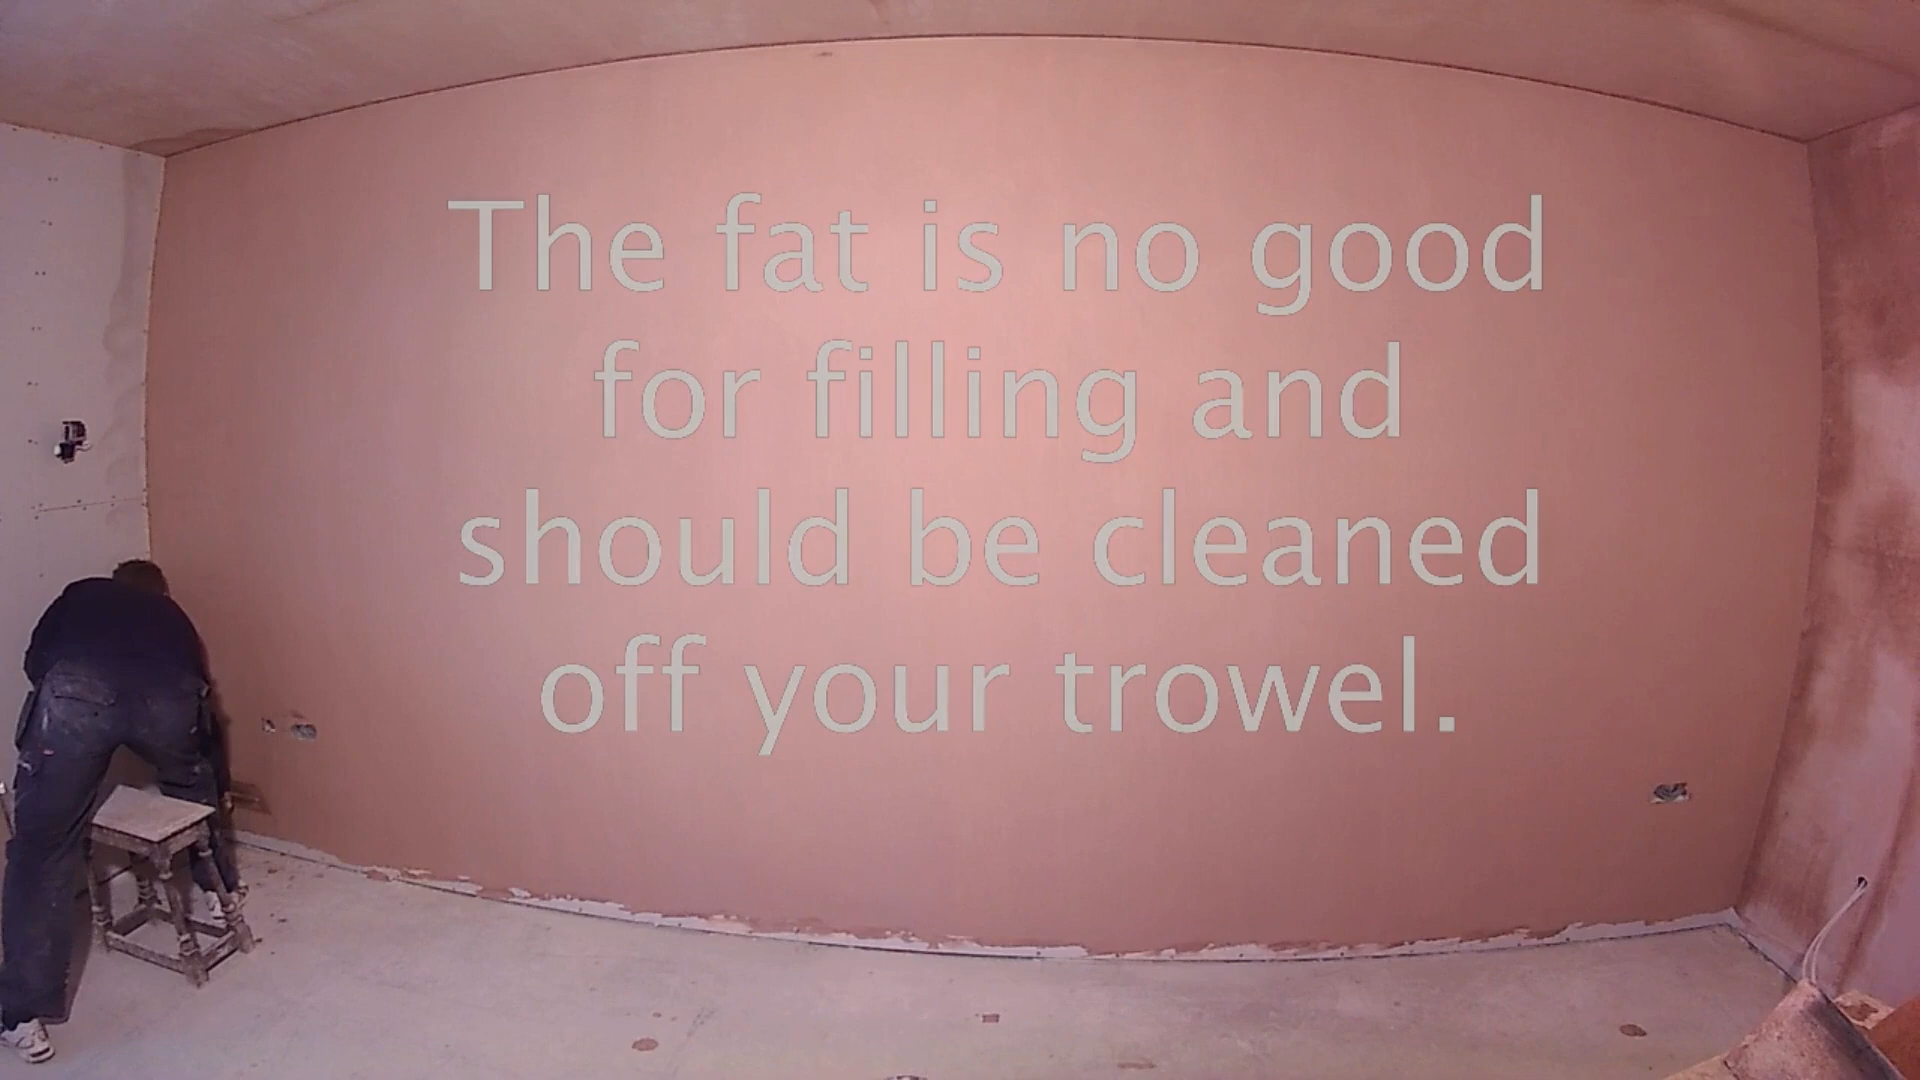 The fat is no good
for filling and
should be cleaned
off your trowel.